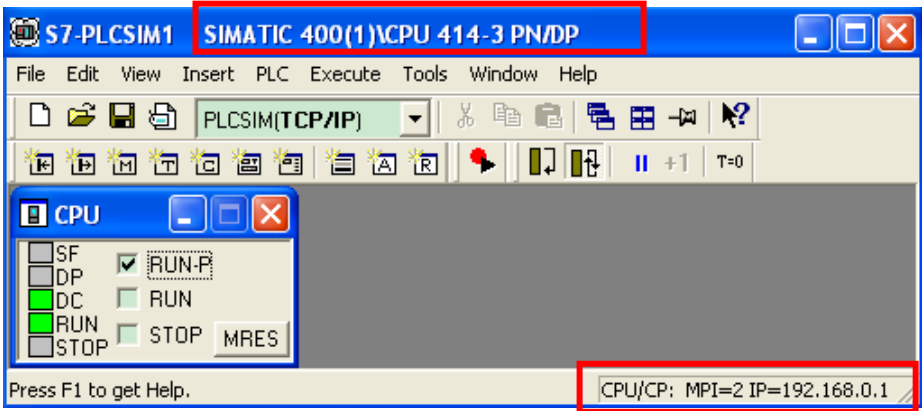 S7-PLCSIM1 SIMATIC 400(1)\CPU 414-3 PN/DP
File Edit View Insert PLC Execute Tools Window Help
PLCSIM(TCP/IP)
+1 T=0
CPU
SF
DP
DC
RUN
STOP
RUN-P
RUN
STOP MRES
Press F1 to get Help. CPU/CP: MPI=2 IP=192.168.0.1